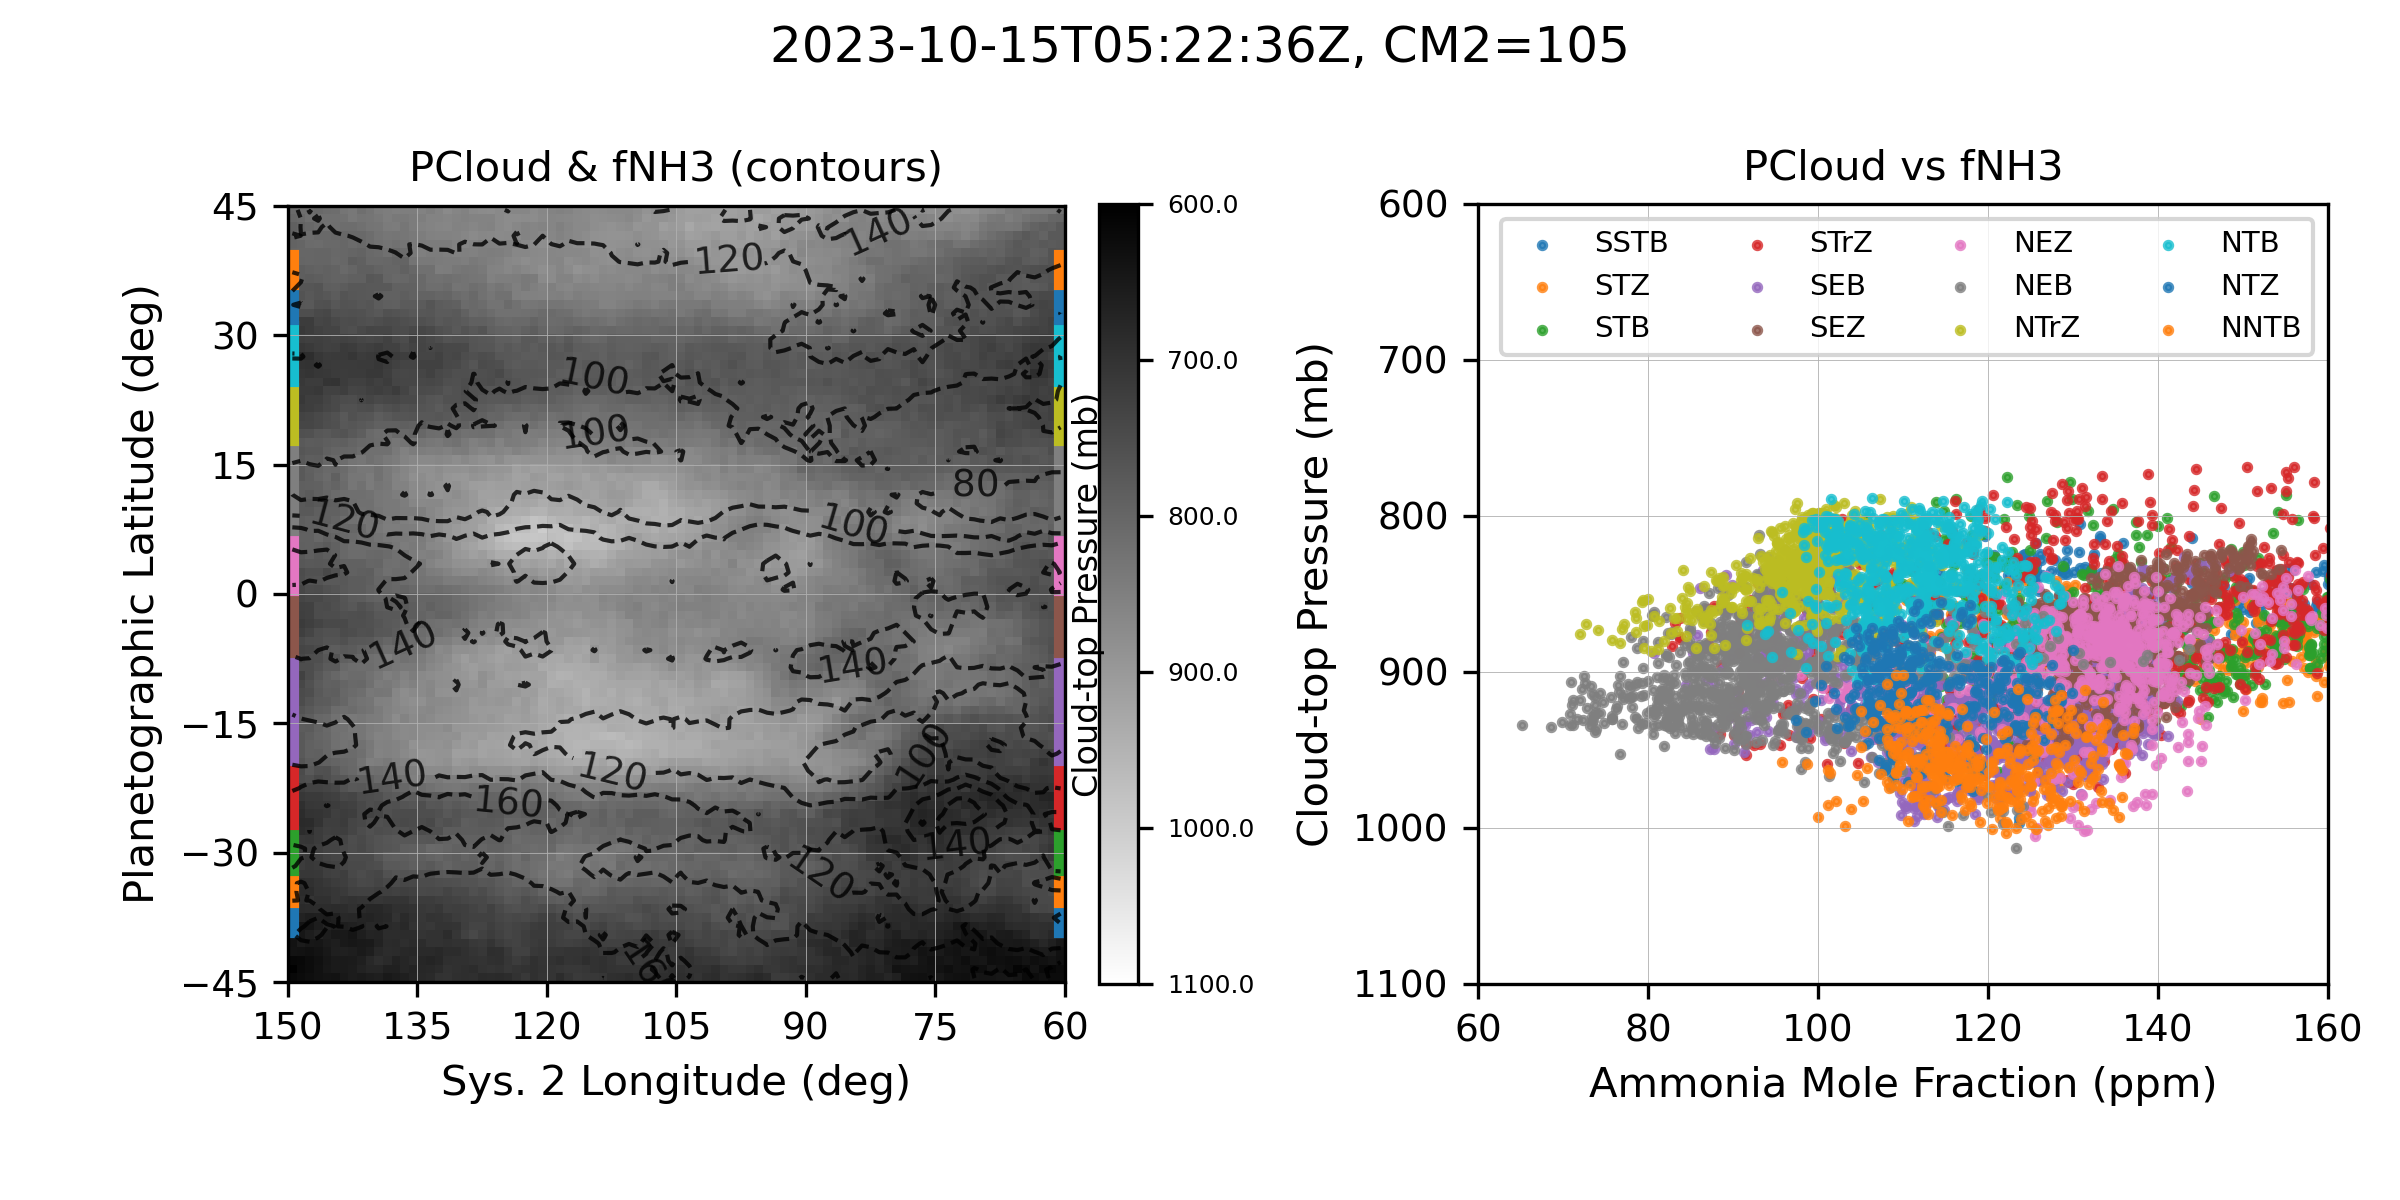 2023-10-15T05:22:36Z, CM2=105
PCloud & fNH3 (contours)
45
30
15
0
−15
−30
−45
Planetographic Latitude (deg)
150
135
120
105
90
75
60
Sys. 2 Longitude (deg)
140
120
100
100
80
120
100
140
140
100
140
120
160
140
120
16
600.0
700.0
800.0
900.0
1000.0
1100.0
Cloud-top Pressure (mb)
PCloud vs fNH3
SSTB
STZ
STB
STrZ
SEB
SEZ
NEZ
NEB
NTrZ
NTB
NTZ
NNTB
600
700
800
900
1000
1100
Cloud-top Pressure (mb)
60
80
100
120
140
160
Ammonia Mole Fraction (ppm)